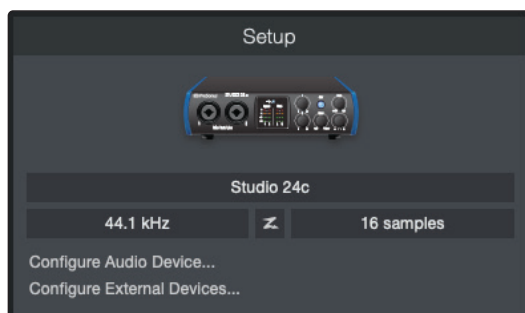 Setup
Studio 24c
44.1 kHz Z 16 samples
Configure Audio Device...
Configure External Devices...